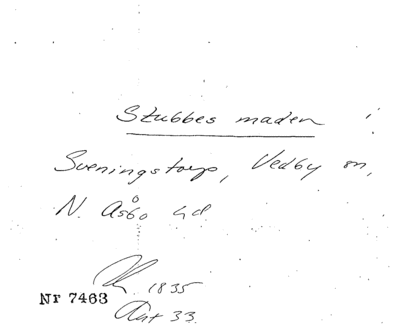 Stubbes maden
Sveningstorp, Vedby sn,
N. Åsbo hd
1835
Nr 7463
Akt 33